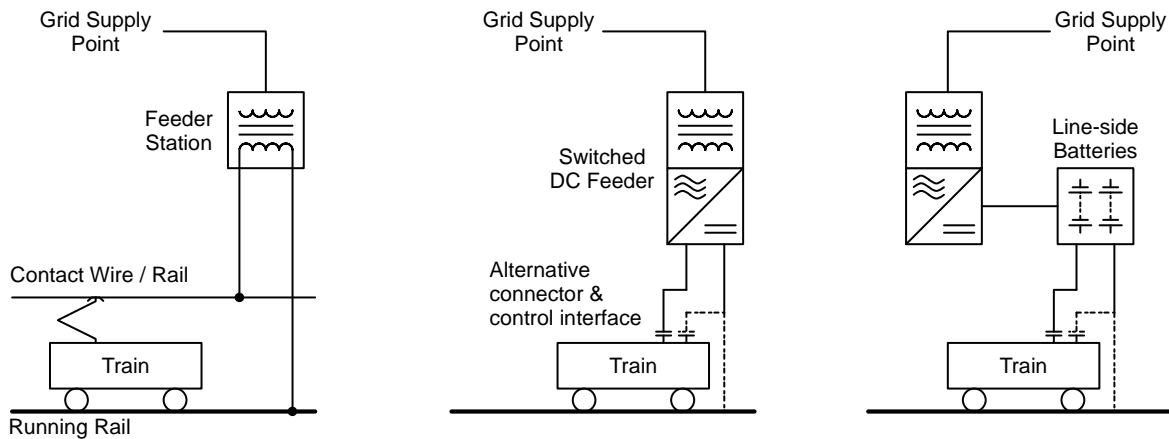 Grid Supply
Point
Feeder
Station
Contact Wire / Rail
Train
Running Rail
Grid Supply
Point
Switched
DC Feeder
Alternative
connector &
control interface
Train
Grid Supply
Point
Line-side
Batteries
Train